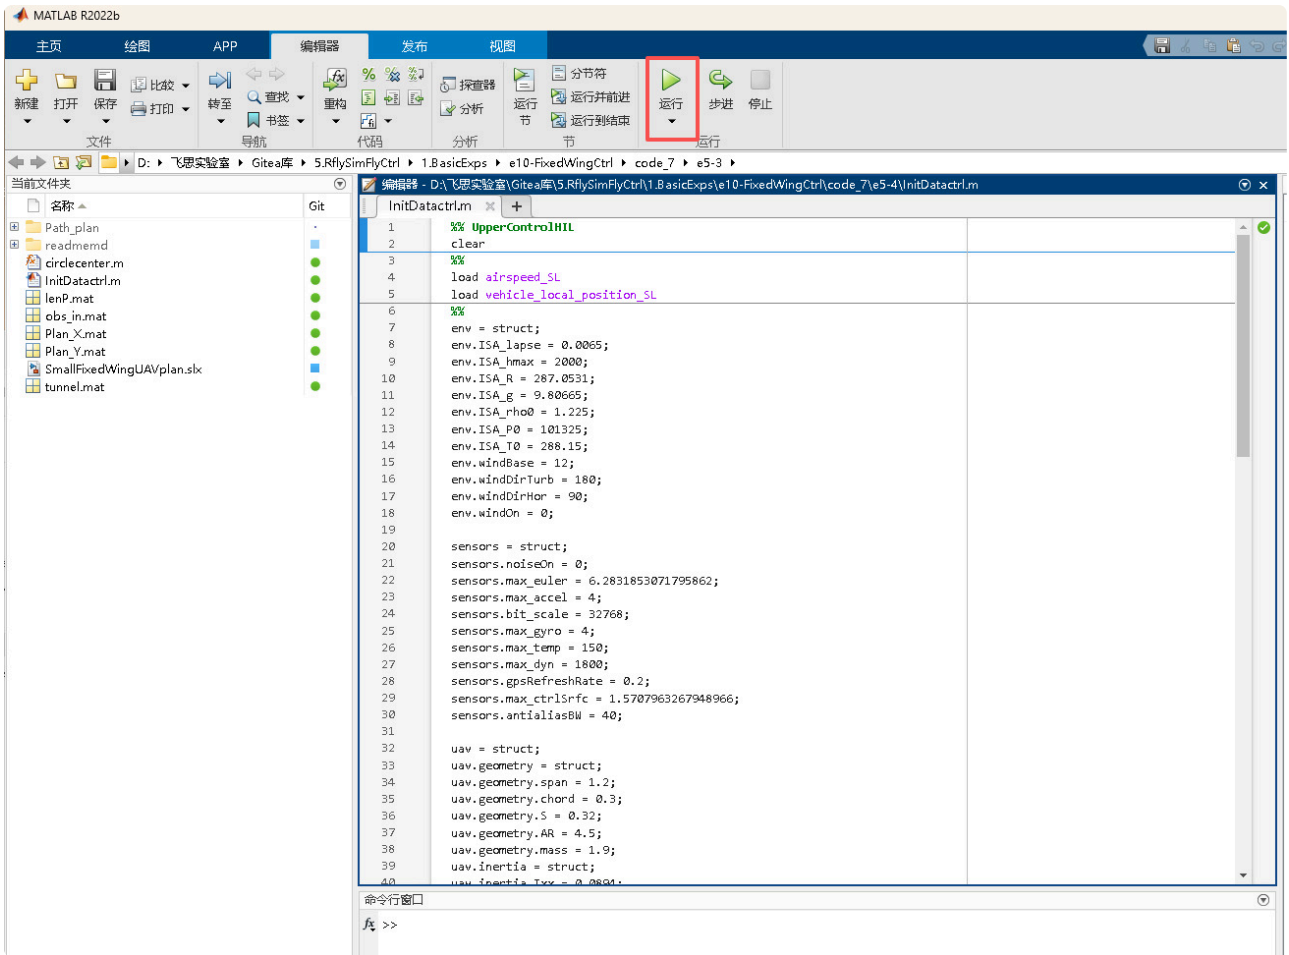 MATLAB R2022b
主页 绘图 APP 编辑器 发布 视图
新建 打开 保存 比较 打印 转至 查找 书签 重构 探查器 分析 运行节 分节符 运行并前进 运行到结束 运行 步进 停止
文件 导航 代码 分析 节 运行
D: 飞思实验室 Gitea库 5.RflySimFlyCtrl 1.BasicExps e10-FixedWingCtrl code_7 e5-3
当前文件夹
名称 Git
Path_plan
readmemd
circlecenter.m
InitDatactrl.m
lenP.mat
obs_in.mat
Plan_X.mat
Plan_Y.mat
SmallFixedWingUAVplan.slx
tunnel.mat
编辑器 - D:\飞思实验室\Gitea库\5.RflySimFlyCtrl\1.BasicExps\e10-FixedWingCtrl\code_7\e5-4\InitDatactrl.m
InitDatactrl.m
1 %% UpperControlHIL
2 clear
3 %%
4 load airspeed_SL
5 load vehicle_local_position_SL
6 %%
7 env = struct;
8 env.ISA_lapse = 0.0065;
9 env.ISA_hmax = 2000;
10 env.ISA_R = 287.0531;
11 env.ISA_g = 9.80665;
12 env.ISA_rho0 = 1.225;
13 env.ISA_P0 = 101325;
14 env.ISA_T0 = 288.15;
15 env.windBase = 12;
16 env.windDirTurb = 180;
17 env.windDirHor = 90;
18 env.windOn = 0;
19
20 sensors = struct;
21 sensors.noiseOn = 0;
22 sensors.max_euler = 6.2831853071795862;
23 sensors.max_accel = 4;
24 sensors.bit_scale = 32768;
25 sensors.max_gyro = 4;
26 sensors.max_temp = 150;
27 sensors.max_dyn = 1800;
28 sensors.gpsRefreshRate = 0.2;
29 sensors.max_ctrlSrfc = 1.5707963267948966;
30 sensors.antialiasBW = 40;
31
32 uav = struct;
33 uav.geometry = struct;
34 uav.geometry.span = 1.2;
35 uav.geometry.chord = 0.3;
36 uav.geometry.S = 0.32;
37 uav.geometry.AR = 4.5;
38 uav.geometry.mass = 1.9;
39 uav.inertia = struct;
40 uav.inertia.Ixx = 0.0894;
命令行窗口
fx >>